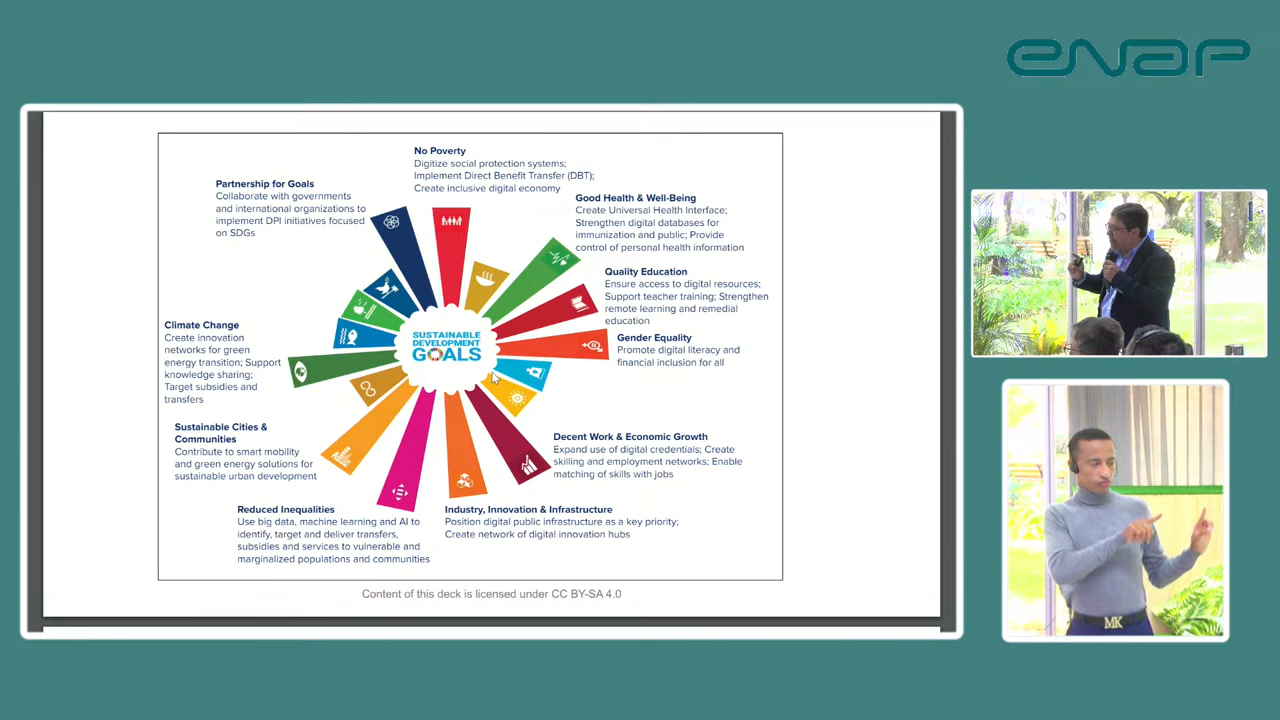 enap
No Poverty
Digitize social protection systems;
Implement Direct Benefit Transfer (DBT);
Create inclusive digital economy
Partnership for Goals
Collaborate with governments
and international organizations to
implement DPI initiatives focused
on SDGs
Good Health & Well-Being
Create Universal Health Interface;
Strengthen digital databases for
immunization and public; Provide
control of personal health information
Quality Education
Ensure access to digital resources;
Support teacher training; Strengthen
remote learning and remedial
education
Climate Change
Create innovation
networks for green
energy transition; Support
knowledge sharing;
Target subsidies and
transfers
SUSTAINABLE
DEVELOPMENT
GOALS
Gender Equality
Promote digital literacy and
financial inclusion for all
Sustainable Cities &
Communities
Contribute to smart mobility
and green energy solutions for
sustainable urban development
Decent Work & Economic Growth
Expand use of digital credentials; Create
skilling and employment networks; Enable
matching of skills with jobs
Reduced Inequalities
Use big data, machine learning and AI to
identify, target and deliver transfers,
subsidies and services to vulnerable and
marginalized populations and communities
Industry, Innovation & Infrastructure
Position digital public infrastructure as a key priority;
Create network of digital innovation hubs
Content of this deck is licensed under CC BY-SA 4.0
MK